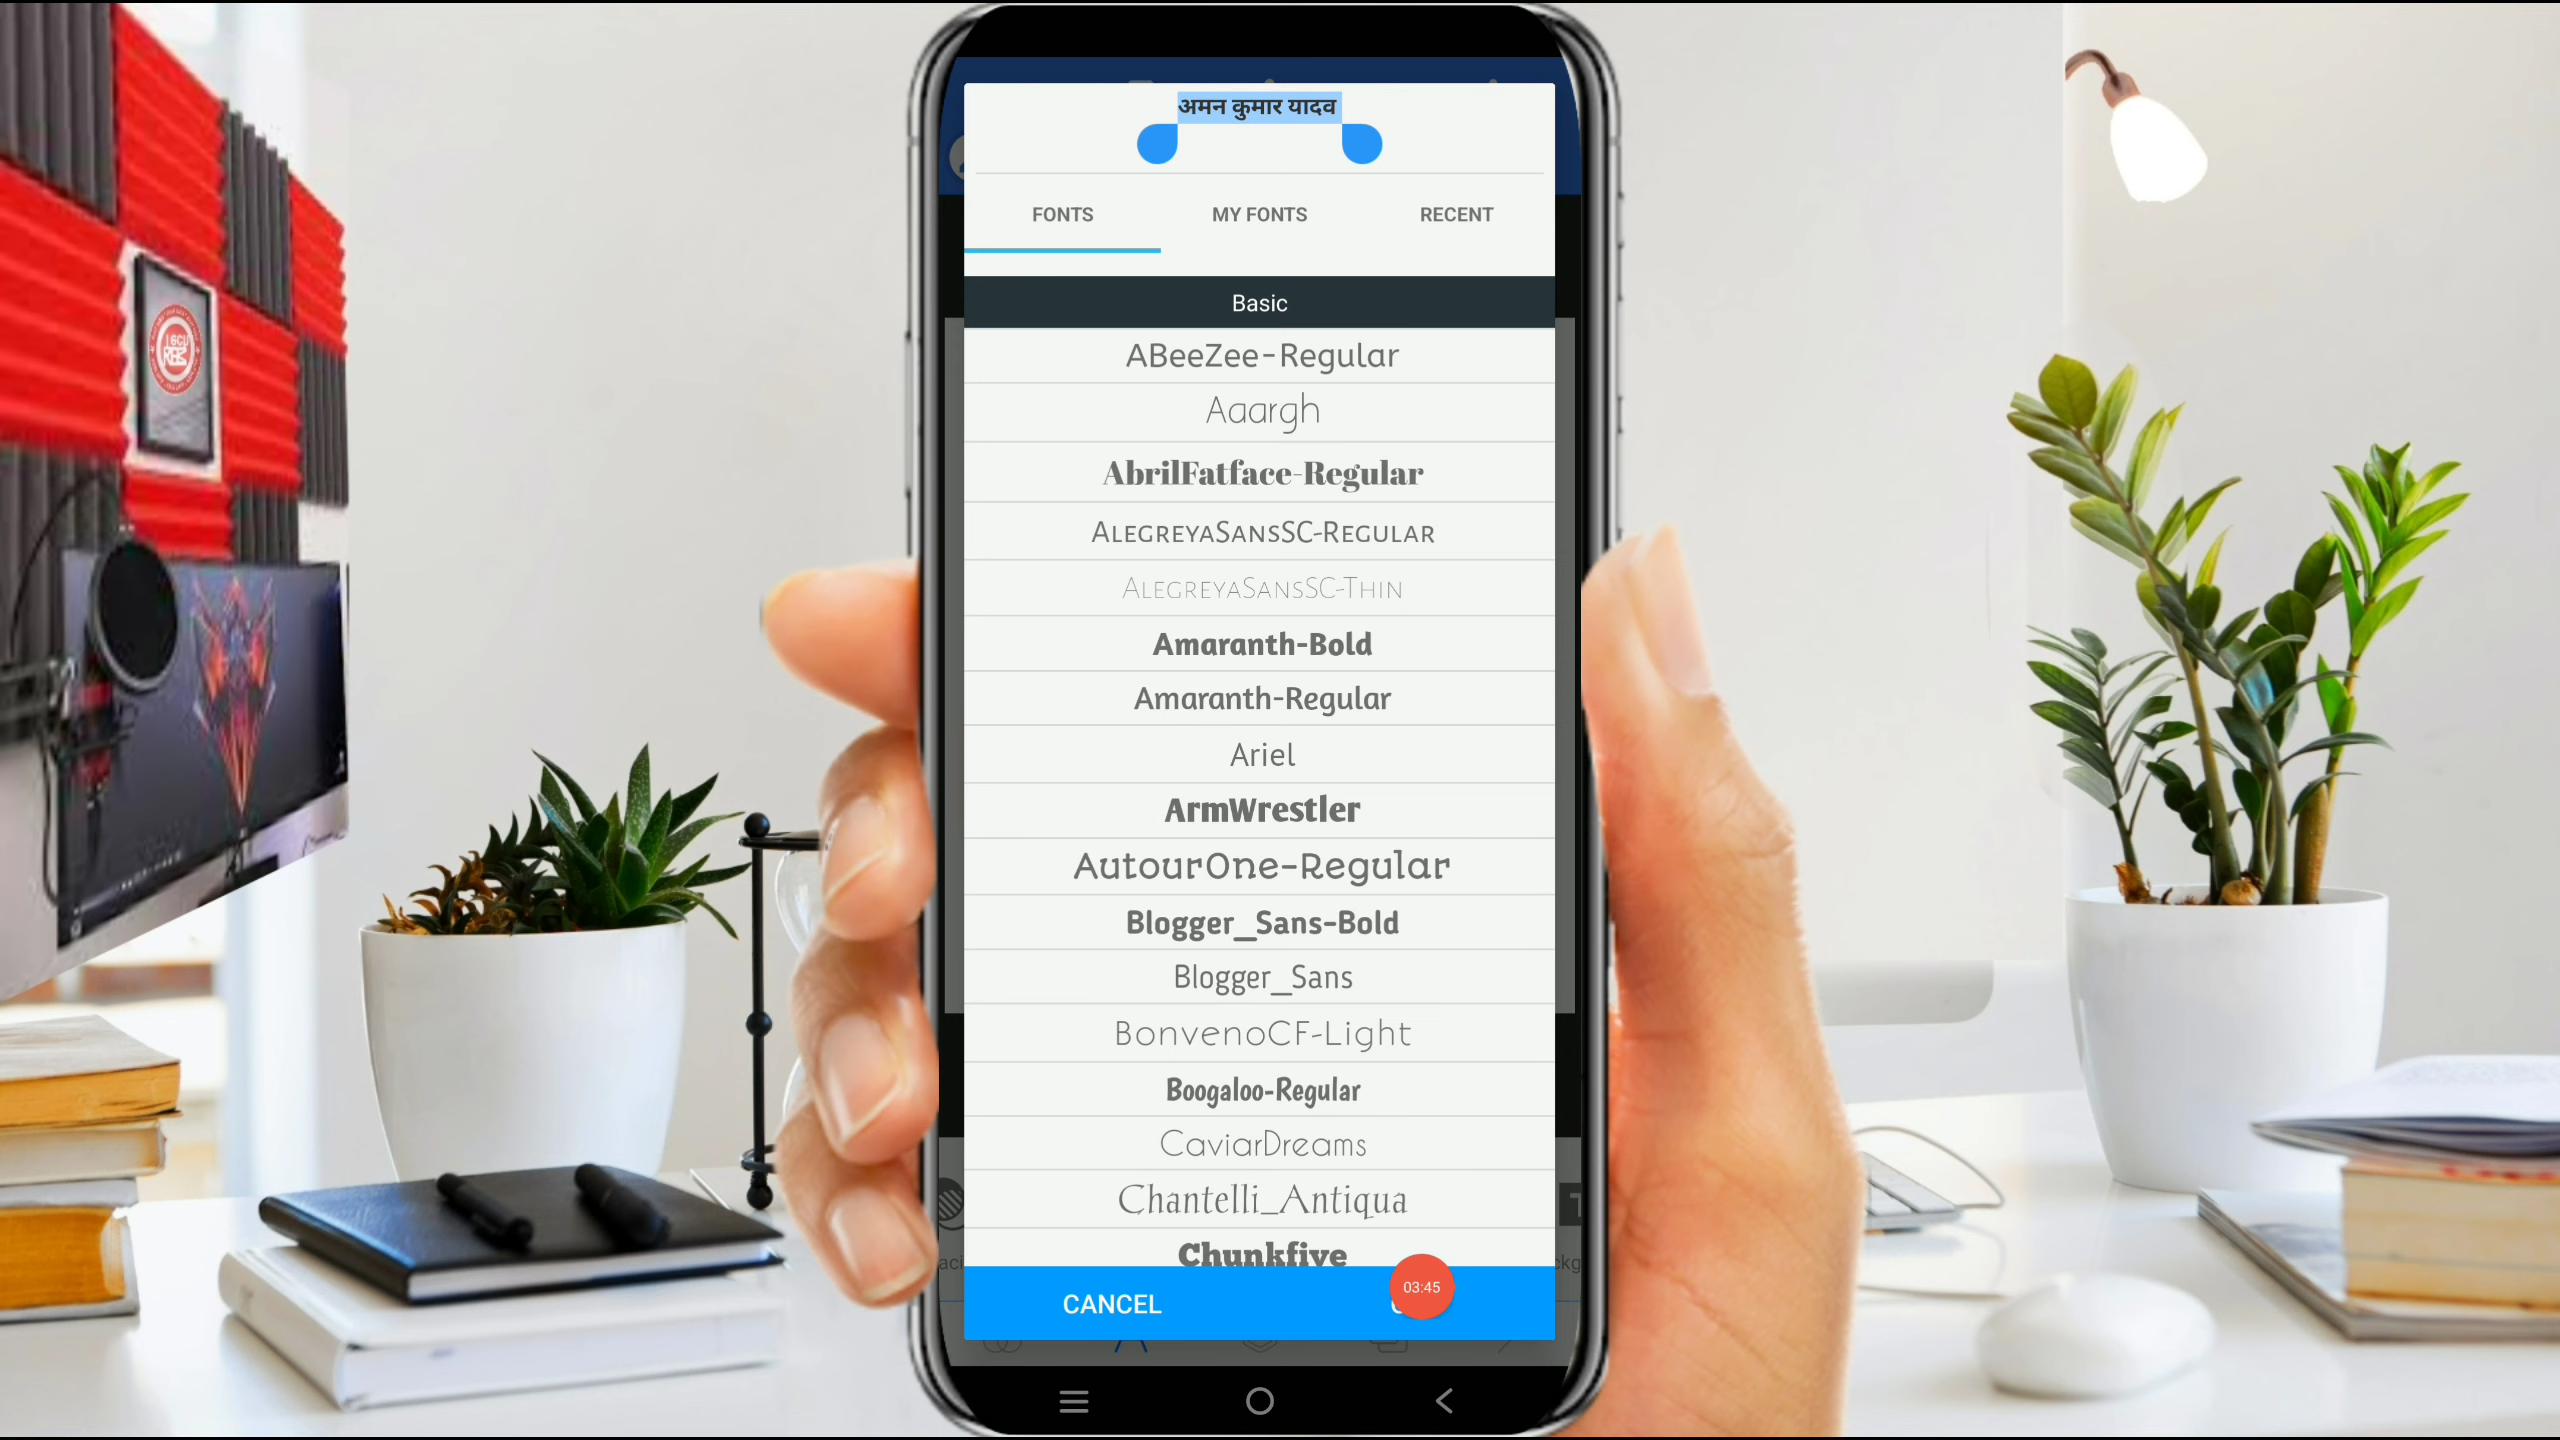 अमन कुमार यादव
FONTS
MY FONTS
RECENT
Basic
ABeeZee-Regular
Aaargh
AbrilFatface-Regular
AlegreyaSansSC-Regular
AlegreyaSansSC-Thin
Amaranth-Bold
Amaranth-Regular
Ariel
ArmWrestler
AutourOne-Regular
Blogger_Sans-Bold
Blogger_Sans
BonvenoCF-Light
Boogaloo-Regular
CaviarDreams
Chantelli_Antiqua
Chunkfive
CANCEL
03:45